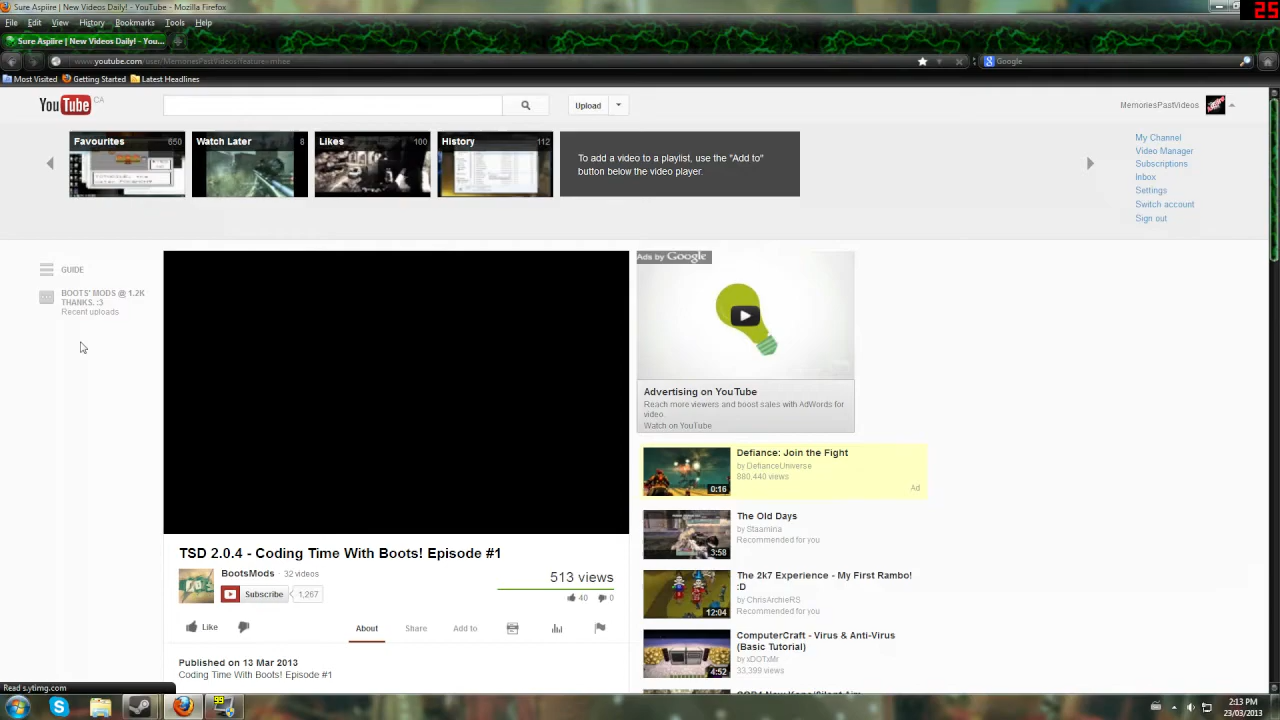 Sure Aspiire | New Videos Daily! - YouTube - Mozilla Firefox
25
File Edit View History Bookmarks Tools Help
Sure Aspiire | New Videos Daily! - You...
www.youtube.com/user/MemoriesPastVideos?feature=mhee
Google
Most Visited Getting Started Latest Headlines
YouTube CA
Upload
MemoriesPastVideos
Favourites 650
Watch Later 8
Likes 100
History 112
To add a video to a playlist, use the "Add to"
button below the video player.
My Channel
Video Manager
Subscriptions
Inbox
Settings
Switch account
Sign out
GUIDE
BOOTS' MODS @ 1.2K
THANKS. :3
Recent uploads
TSD 2.0.4 - Coding Time With Boots! Episode #1
BootsMods · 32 videos
Subscribe 1,267
513 views
40 0
Like
About Share Add to
Published on 13 Mar 2013
Coding Time With Boots! Episode #1
Ads by Google
Advertising on YouTube
Reach more viewers and boost sales with AdWords for
video.
Watch on YouTube
0:16
Defiance: Join the Fight
by DefianceUniverse
880,440 views
Ad
3:58
The Old Days
by Staamina
Recommended for you
12:04
The 2k7 Experience - My First Rambo!
:D
by ChrisArchieRS
Recommended for you
4:52
ComputerCraft - Virus & Anti-Virus
(Basic Tutorial)
by xDOTxMr
33,399 views
Read s.ytimg.com
99
2:13 PM
23/03/2013